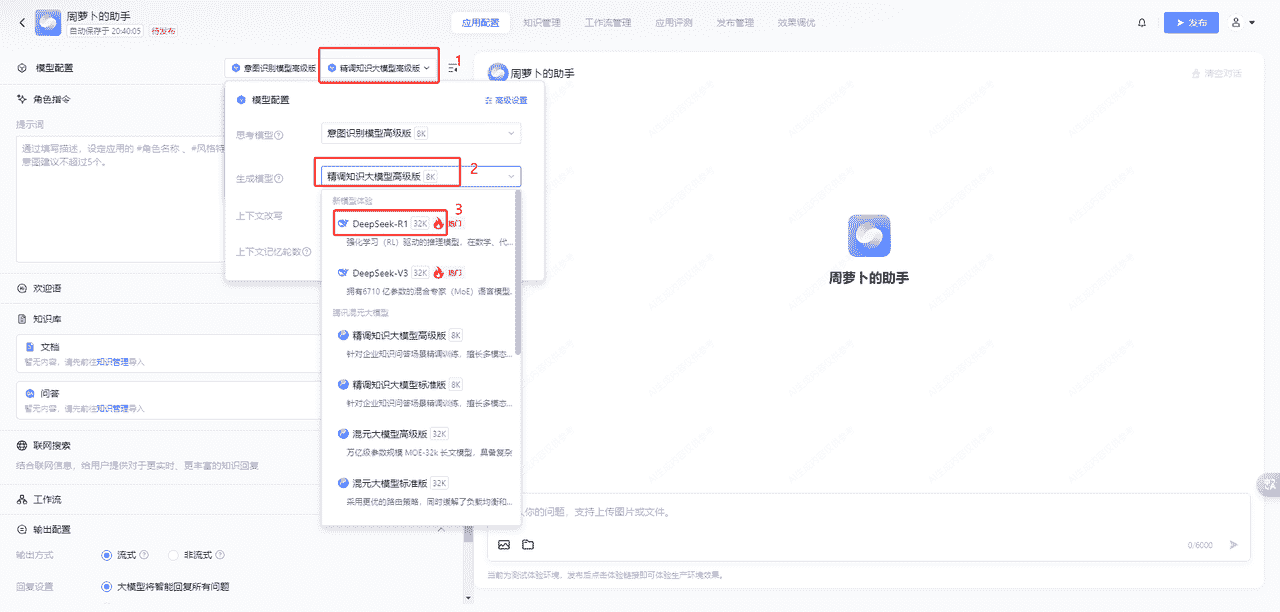 周萝卜的助手
自动保存于 20:40:05 待发布
应用配置 知识管理 工作流管理 应用评测 发布管理 效果调优
发布
模型配置
意图识别模型高级版 精调知识大模型高级版 1
角色指令
提示词
通过填写描述，设定应用的 #角色名称 、#风格特
意图建议不超过5个。
模型配置 高级设置
思考模型 意图识别模型高级版 8K
生成模型 精调知识大模型高级版 8K 2
上下文改写
上下文记忆轮数
新模型体验
DeepSeek-R1 32K 热门 3
强化学习（RL）驱动的推理模型，在数学、代...
DeepSeek-V3 32K 热门
拥有6710 亿参数的混合专家（MoE）语言模型,
腾讯混元大模型
精调知识大模型高级版 8K
针对企业知识问答场景精调训练，擅长多模态...
精调知识大模型标准版 8K
针对企业知识问答场景精调训练，擅长多模态...
混元大模型高级版 32K
万亿级参数规模 MOE-32k 长文模型，具备复杂
混元大模型标准版 32K
采用更优的路由策略，同时缓解了负载均衡和...
欢迎语
知识库
文档
暂无内容，请先前往知识管理导入
问答
暂无内容，请先前往知识管理导入
联网搜索
结合联网信息，给用户提供对于更实时、更丰富的知识回复
工作流
输出配置
输出方式 流式 非流式
回复设置 大模型将智能回复所有问题
周萝卜的助手 清空对话
周萝卜的助手
你的问题，支持上传图片或文件。
0/6000
当前为测试体验环境，发布后点击体验链接即可体验生产环境效果。